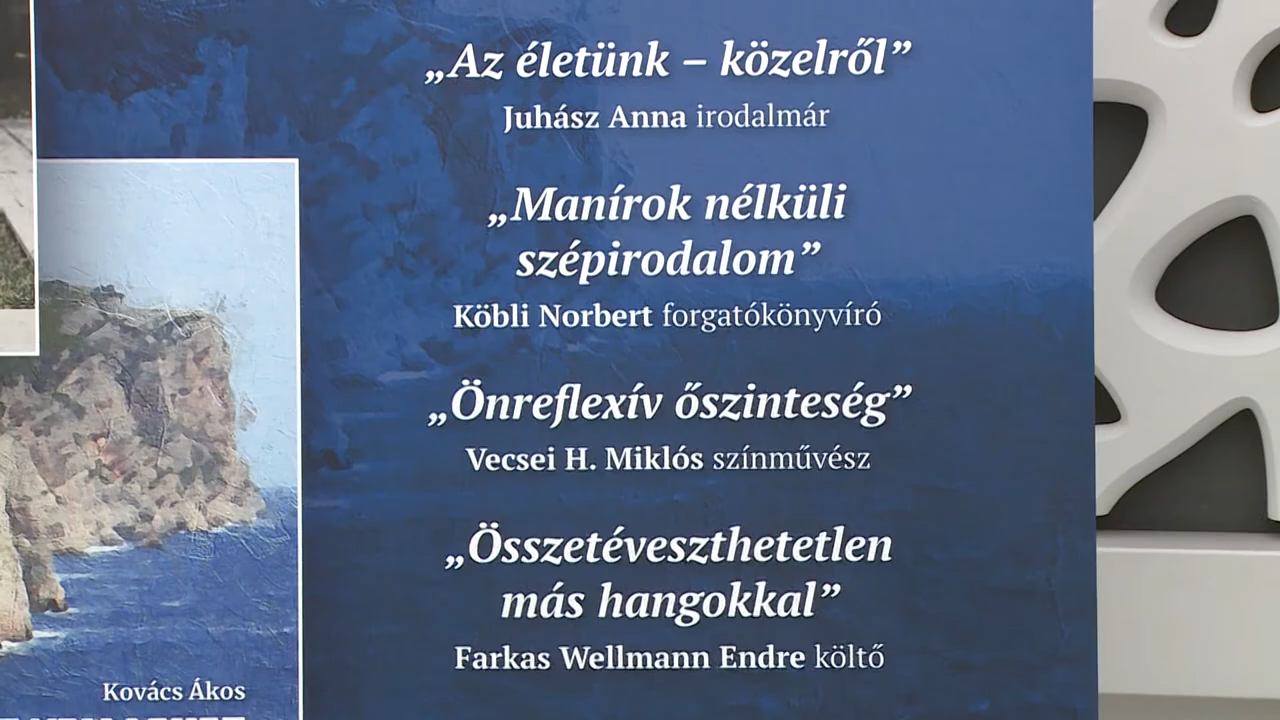 „Az életünk – közelről”
Juhász Anna irodalmár
„Manírok nélküli
szépirodalom”
Köbli Norbert forgatókönyvíró
„Önreflexív őszinteség”
Vecsei H. Miklós színművész
„Összetéveszthetetlen
más hangokkal”
Farkas Wellmann Endre költő
Kovács Ákos